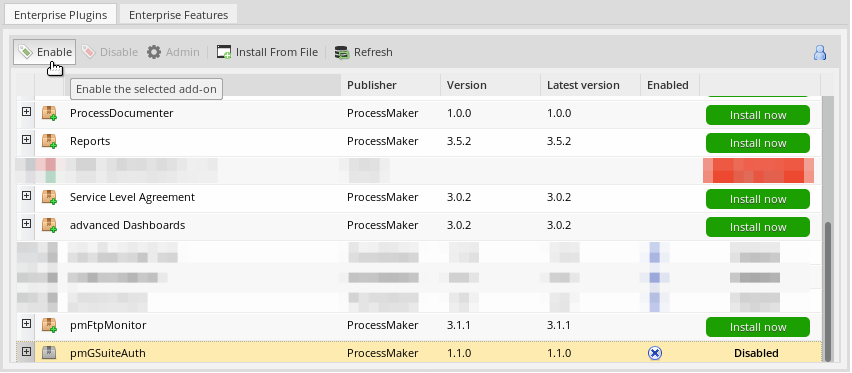 Enterprise Plugins Enterprise Features
Enable Disable Admin Install From File Refresh
Enable the selected add-on Publisher Version Latest version Enabled
ProcessDocumenter ProcessMaker 1.0.0 1.0.0 Install now
Reports ProcessMaker 3.5.2 3.5.2 Install now
Service Level Agreement ProcessMaker 3.0.2 3.0.2 Install now
advanced Dashboards ProcessMaker 3.0.2 3.0.2 Install now
pmFtpMonitor ProcessMaker 3.1.1 3.1.1 Install now
pmGSuiteAuth ProcessMaker 1.1.0 1.1.0 Disabled